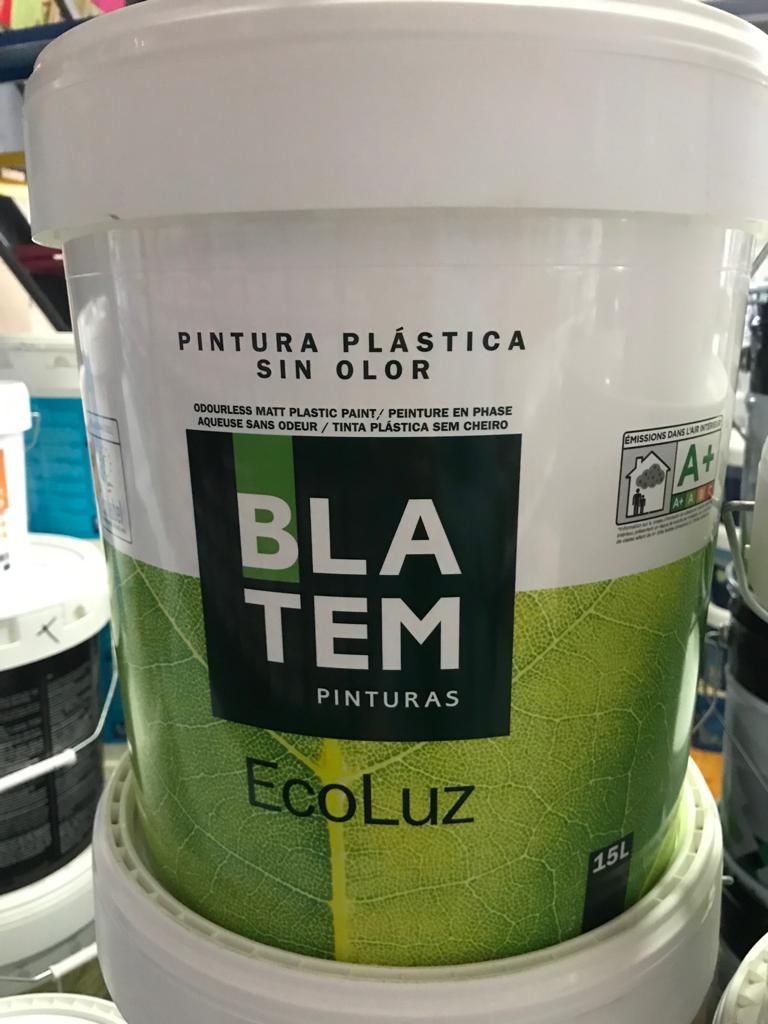 PINTURA PLÁSTICA
SIN OLOR
ODOURLESS MATT PLASTIC PAINT/ PEINTURE EN PHASE
AQUEUSE SANS ODEUR / TINTA PLÁSTICA SEM CHEIRO
BLA
TEM
PINTURAS
EcoLuz
15L
ÉMISSIONS DANS L'AIR INTÉRIEUR
A+
A+ A B C